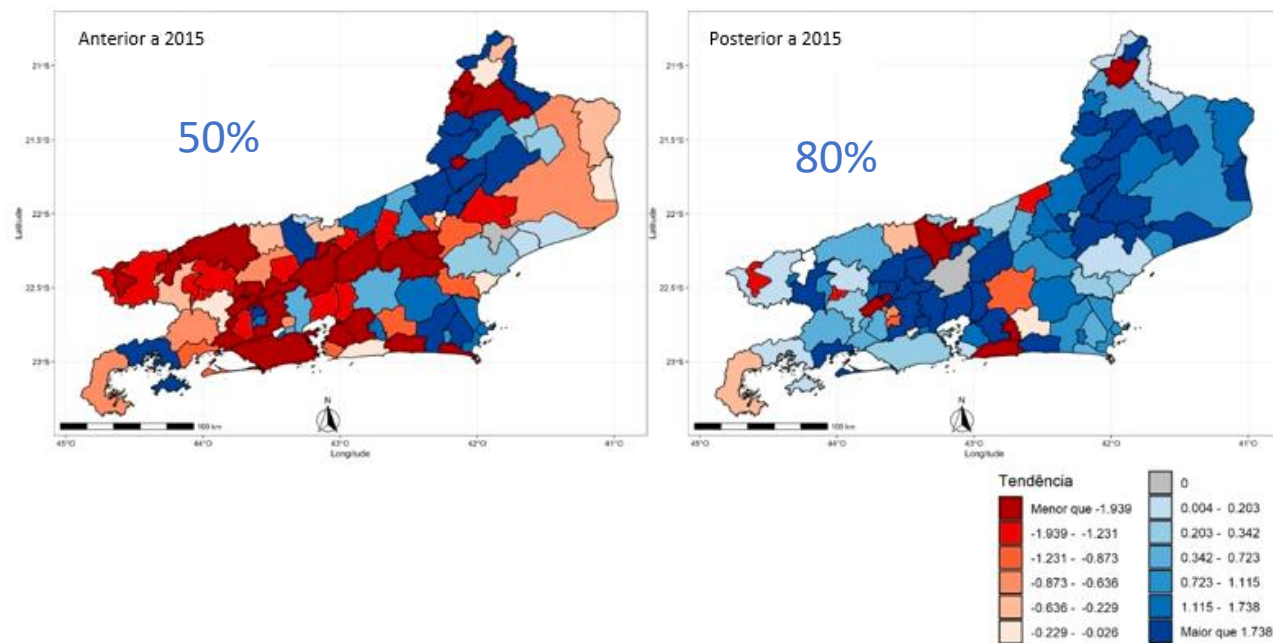 Anterior a 2015
50%
21°S
21.5°S
22°S
22.5°S
23°S
Latitude
N
100 km
45°O
44°O
43°O
42°O
41°O
Longitude
Posterior a 2015
80%
21°S
21.5°S
22°S
22.5°S
23°S
Latitude
N
100 km
45°O
44°O
43°O
42°O
41°O
Longitude
Tendência
Menor que -1.939
-1.939 - -1.231
-1.231 - -0.873
-0.873 - -0.636
-0.636 - -0.229
-0.229 - -0.026
0
0.004 - 0.203
0.203 - 0.342
0.342 - 0.723
0.723 - 1.115
1.115 - 1.738
Maior que 1.738